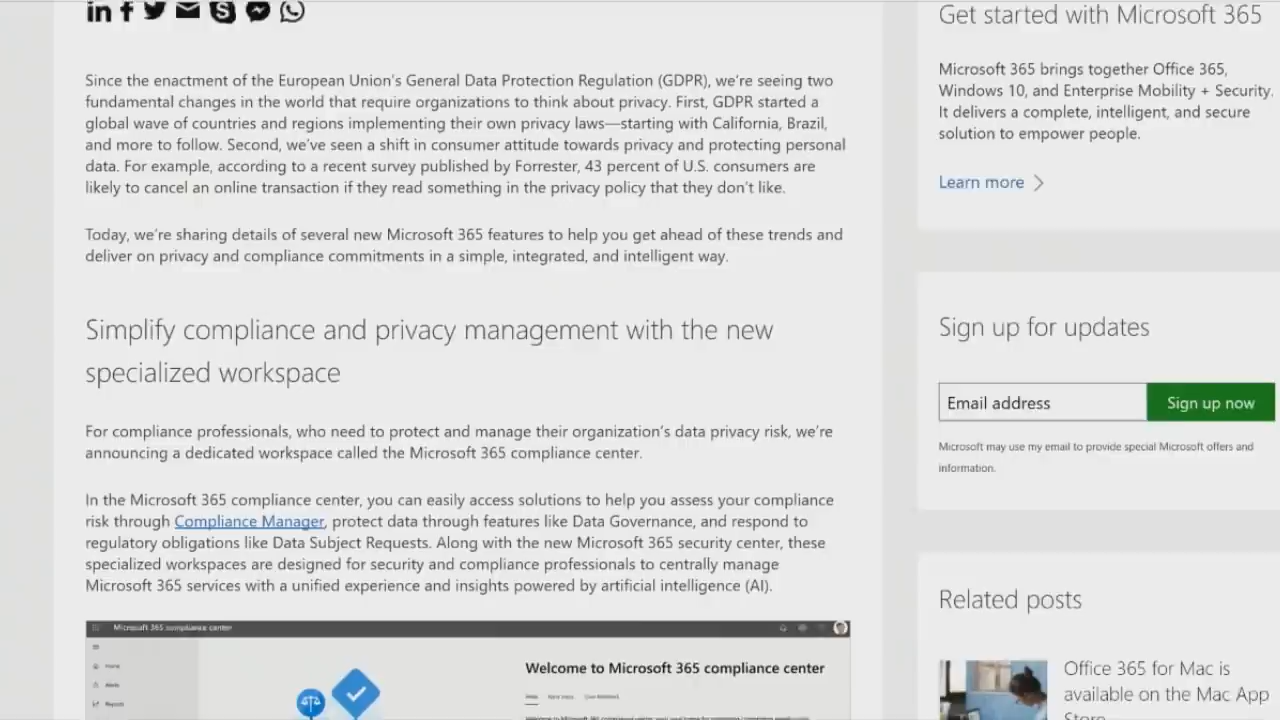 Since the enactment of the European Union's General Data Protection Regulation (GDPR), we're seeing two
fundamental changes in the world that require organizations to think about privacy. First, GDPR started a
global wave of countries and regions implementing their own privacy laws—starting with California, Brazil,
and more to follow. Second, we've seen a shift in consumer attitude towards privacy and protecting personal
data. For example, according to a recent survey published by Forrester, 43 percent of U.S. consumers are
likely to cancel an online transaction if they read something in the privacy policy that they don't like.
Today, we're sharing details of several new Microsoft 365 features to help you get ahead of these trends and
deliver on privacy and compliance commitments in a simple, integrated, and intelligent way.
Simplify compliance and privacy management with the new
specialized workspace
For compliance professionals, who need to protect and manage their organization's data privacy risk, we're
announcing a dedicated workspace called the Microsoft 365 compliance center.
In the Microsoft 365 compliance center, you can easily access solutions to help you assess your compliance
risk through Compliance Manager, protect data through features like Data Governance, and respond to
regulatory obligations like Data Subject Requests. Along with the new Microsoft 365 security center, these
specialized workspaces are designed for security and compliance professionals to centrally manage
Microsoft 365 services with a unified experience and insights powered by artificial intelligence (AI).
Microsoft 365 compliance center
Home
Alerts
Reports
Welcome to Microsoft 365 compliance center
Get started with Microsoft 365
Microsoft 365 brings together Office 365,
Windows 10, and Enterprise Mobility + Security.
It delivers a complete, intelligent, and secure
solution to empower people.
Learn more
Sign up for updates
Email address
Sign up now
Microsoft may use my email to provide special Microsoft offers and
information.
Related posts
Office 365 for Mac is
available on the Mac App
Store